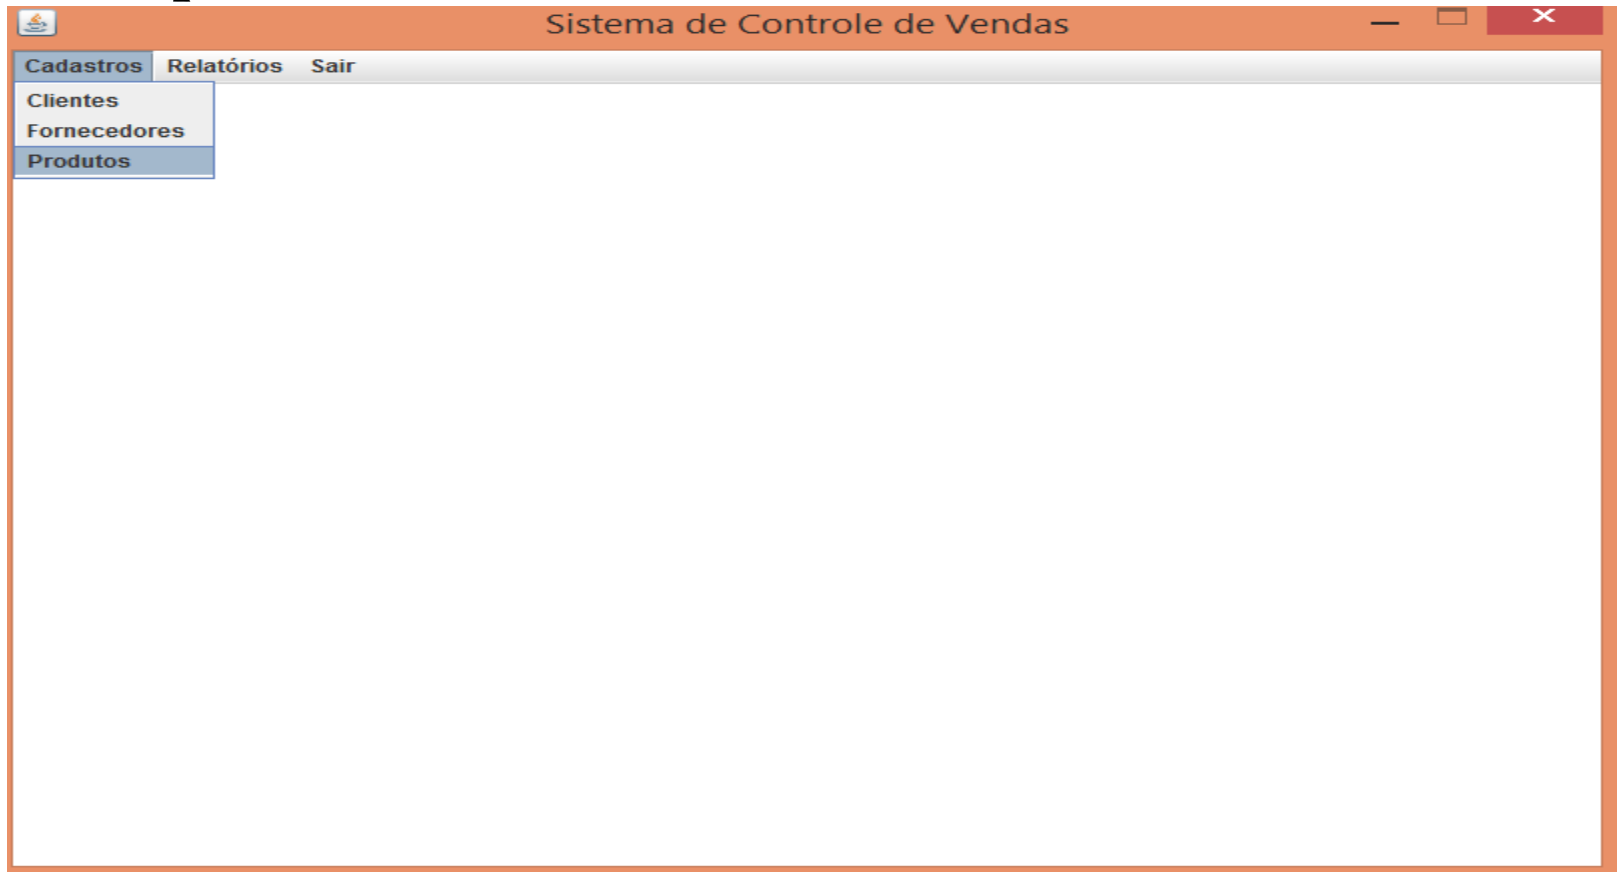 Sistema de Controle de Vendas
Cadastros Relatórios Sair
Clientes
Fornecedores
Produtos